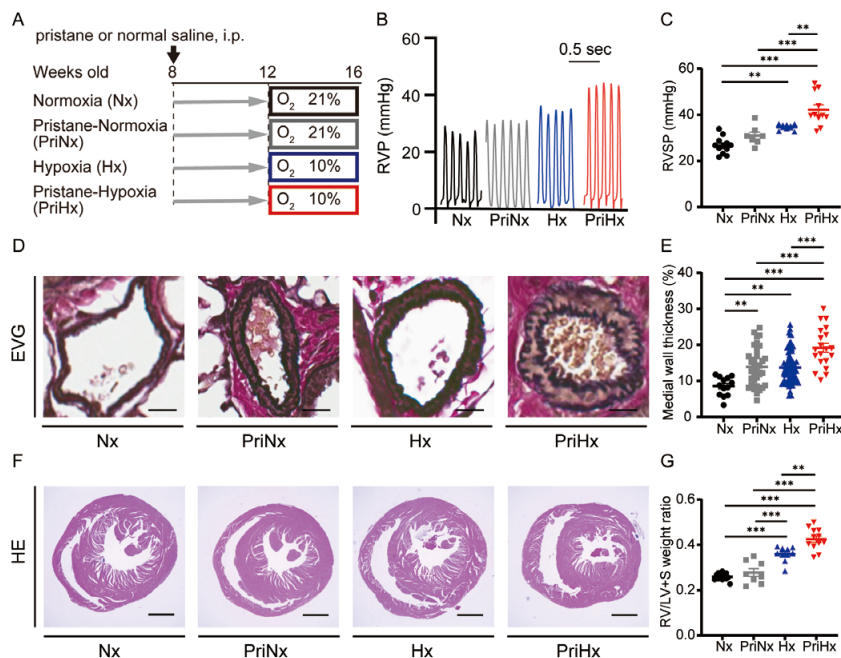 A
pristane or normal saline, i.p.
Weeks old 8 12 16
Normoxia (Nx) O2 21%
Pristane-Normoxia (PriNx) O2 21%
Hypoxia (Hx) O2 10%
Pristane-Hypoxia (PriHx) O2 10%
B
RVP (mmHg)
60
40
20
0
0.5 sec
Nx PriNx Hx PriHx
C
RVSP (mmHg)
60
40
20
0
**
***
***
**
Nx PriNx Hx PriHx
D
EVG
Nx PriNx Hx PriHx
E
Medial wall thickness (%)
40
30
20
10
0
***
***
***
**
**
Nx PriNx Hx PriHx
F
HE
Nx PriNx Hx PriHx
G
RV/LV+S weight ratio
0.6
0.4
0.2
0.0
**
***
***
***
***
Nx PriNx Hx PriHx